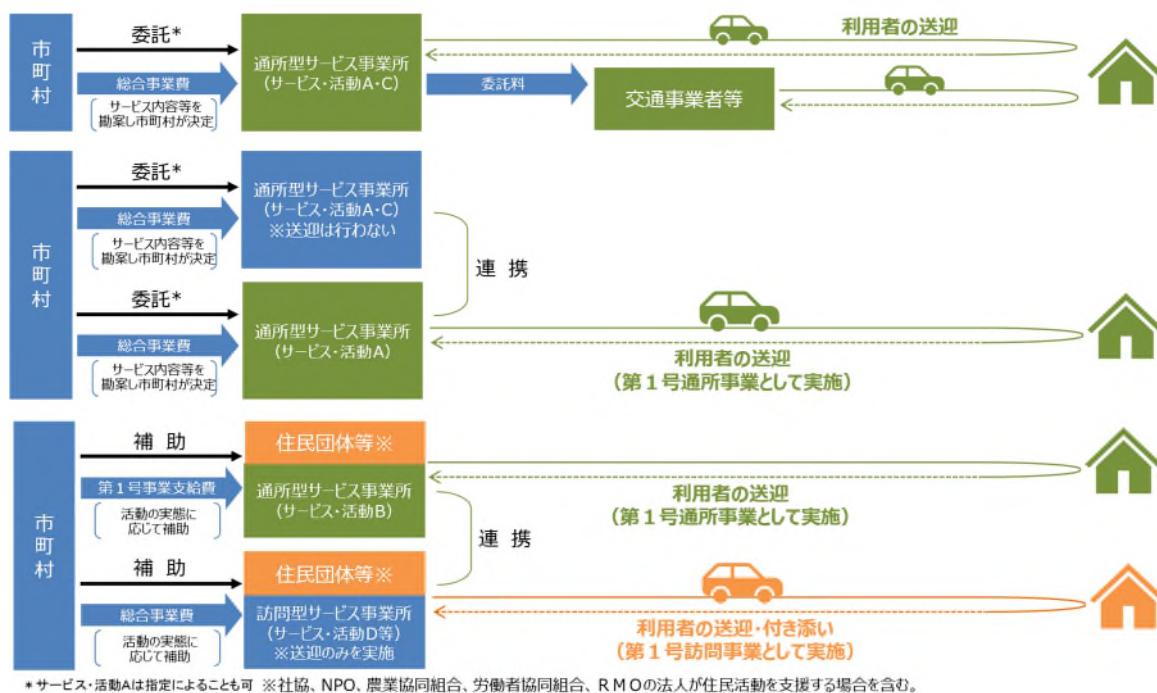 市町村
委託*
総合事業費
サービス内容等を
勘案し市町村が決定
通所型サービス事業所
(サービス・活動A・C)
委託料
交通事業者等
利用者の送迎
市町村
委託*
総合事業費
サービス内容等を
勘案し市町村が決定
通所型サービス事業所
(サービス・活動A・C)
※送迎は行わない
連 携
委託*
総合事業費
サービス内容等を
勘案し市町村が決定
通所型サービス事業所
(サービス・活動A)
利用者の送迎
(第1号通所事業として実施)
市町村
補 助
第1号事業支給費
活動の実態に
応じて補助
住民団体等※
通所型サービス事業所
(サービス・活動B)
利用者の送迎
(第1号通所事業として実施)
連 携
補 助
総合事業費
活動の実態に
応じて補助
住民団体等※
訪問型サービス事業所
(サービス・活動D等)
※送迎のみを実施
利用者の送迎・付き添い
(第1号訪問事業として実施)
*サービス・活動Aは指定によることも可 ※社協、NPO、農業協同組合、労働者協同組合、RMOの法人が住民活動を支援する場合を含む。